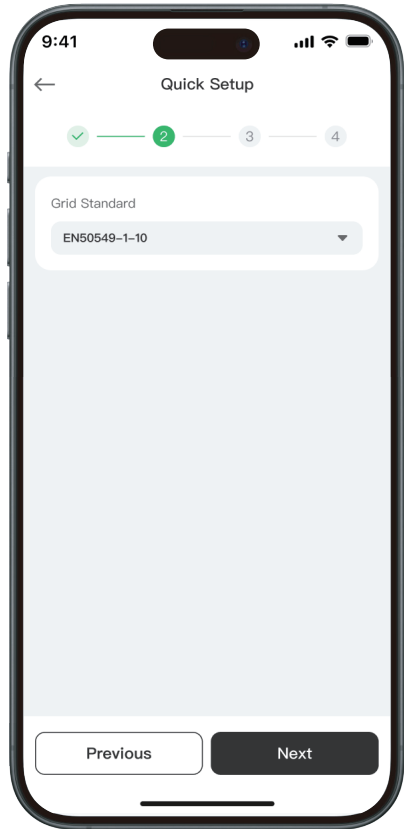 9:41
Quick Setup
2 3 4
Grid Standard
EN50549-1-10
Previous Next